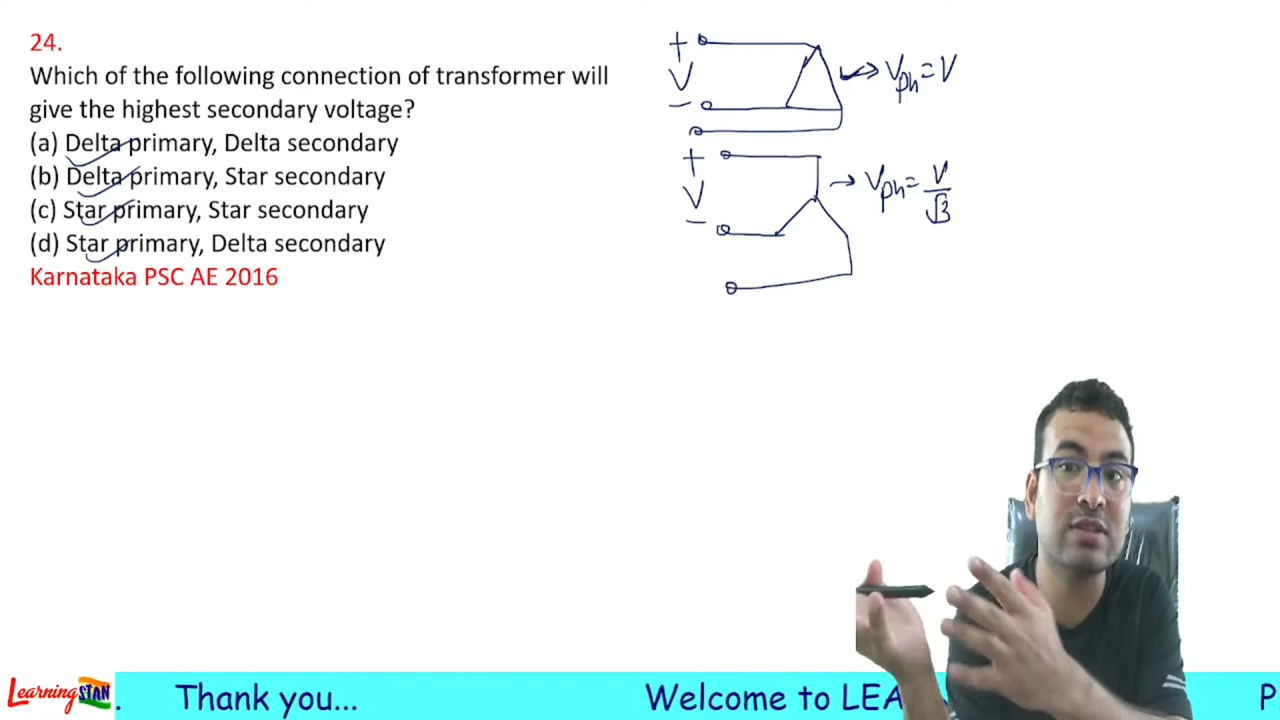 24.
Which of the following connection of transformer will
give the highest secondary voltage?
(a) Delta primary, Delta secondary
(b) Delta primary, Star secondary
(c) Star primary, Star secondary
(d) Star primary, Delta secondary
Karnataka PSC AE 2016
+
V
−
Vph = V
+
V
−
Vph = V/√3
LearningSTAN
. Thank you... Welcome to LEA P